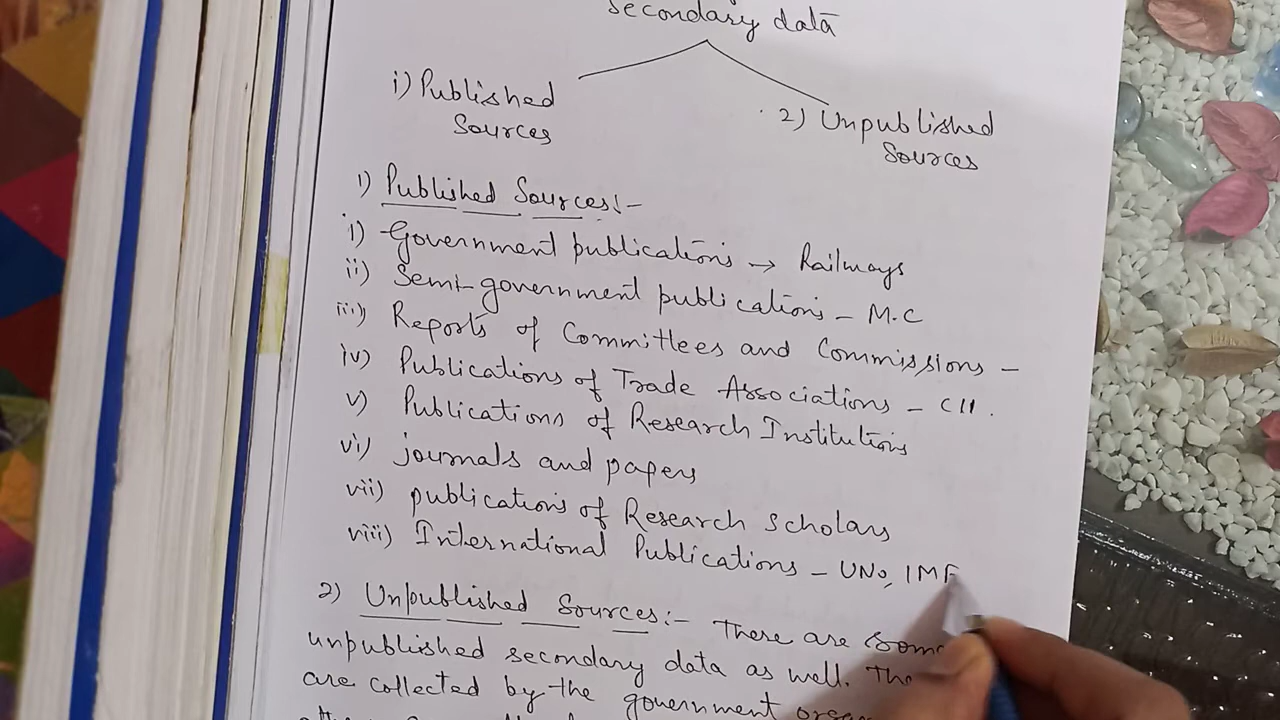 Secondary data
i) Published
Sources
2) Unpublished
Sources
1) Published Sources:-
i) Government publications → Railways
ii) Semi-government publications - M.C
iii) Reports of Committees and Commissions -
iv) Publications of Trade Associations - CII.
v) Publications of Research Institutions
vi) journals and papers
vii) publications of Research Scholars
viii) International Publications - UNO, IMF
2) Unpublished Sources:- There are Some
unpublished secondary data as well.
are collected by the government